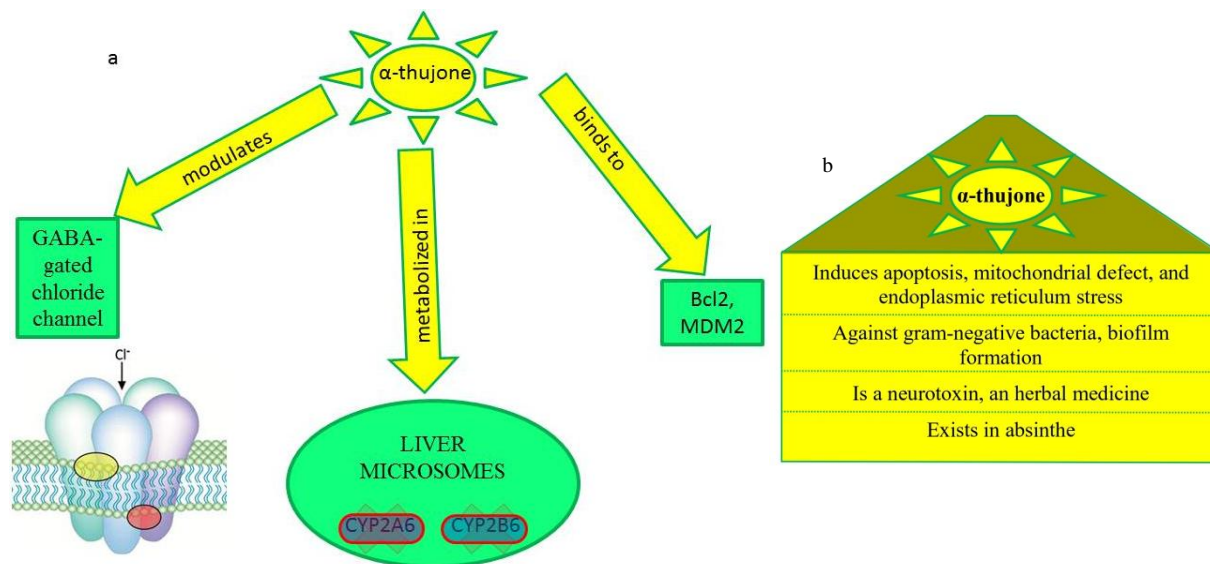 a
α-thujone
modulates
metabolized in
binds to
GABA-
gated
chloride
channel
Cl⁻
LIVER
MICROSOMES
CYP2A6
CYP2B6
Bcl2,
MDM2
b
α-thujone
Induces apoptosis, mitochondrial defect, and
endoplasmic reticulum stress
Against gram-negative bacteria, biofilm
formation
Is a neurotoxin, an herbal medicine
Exists in absinthe